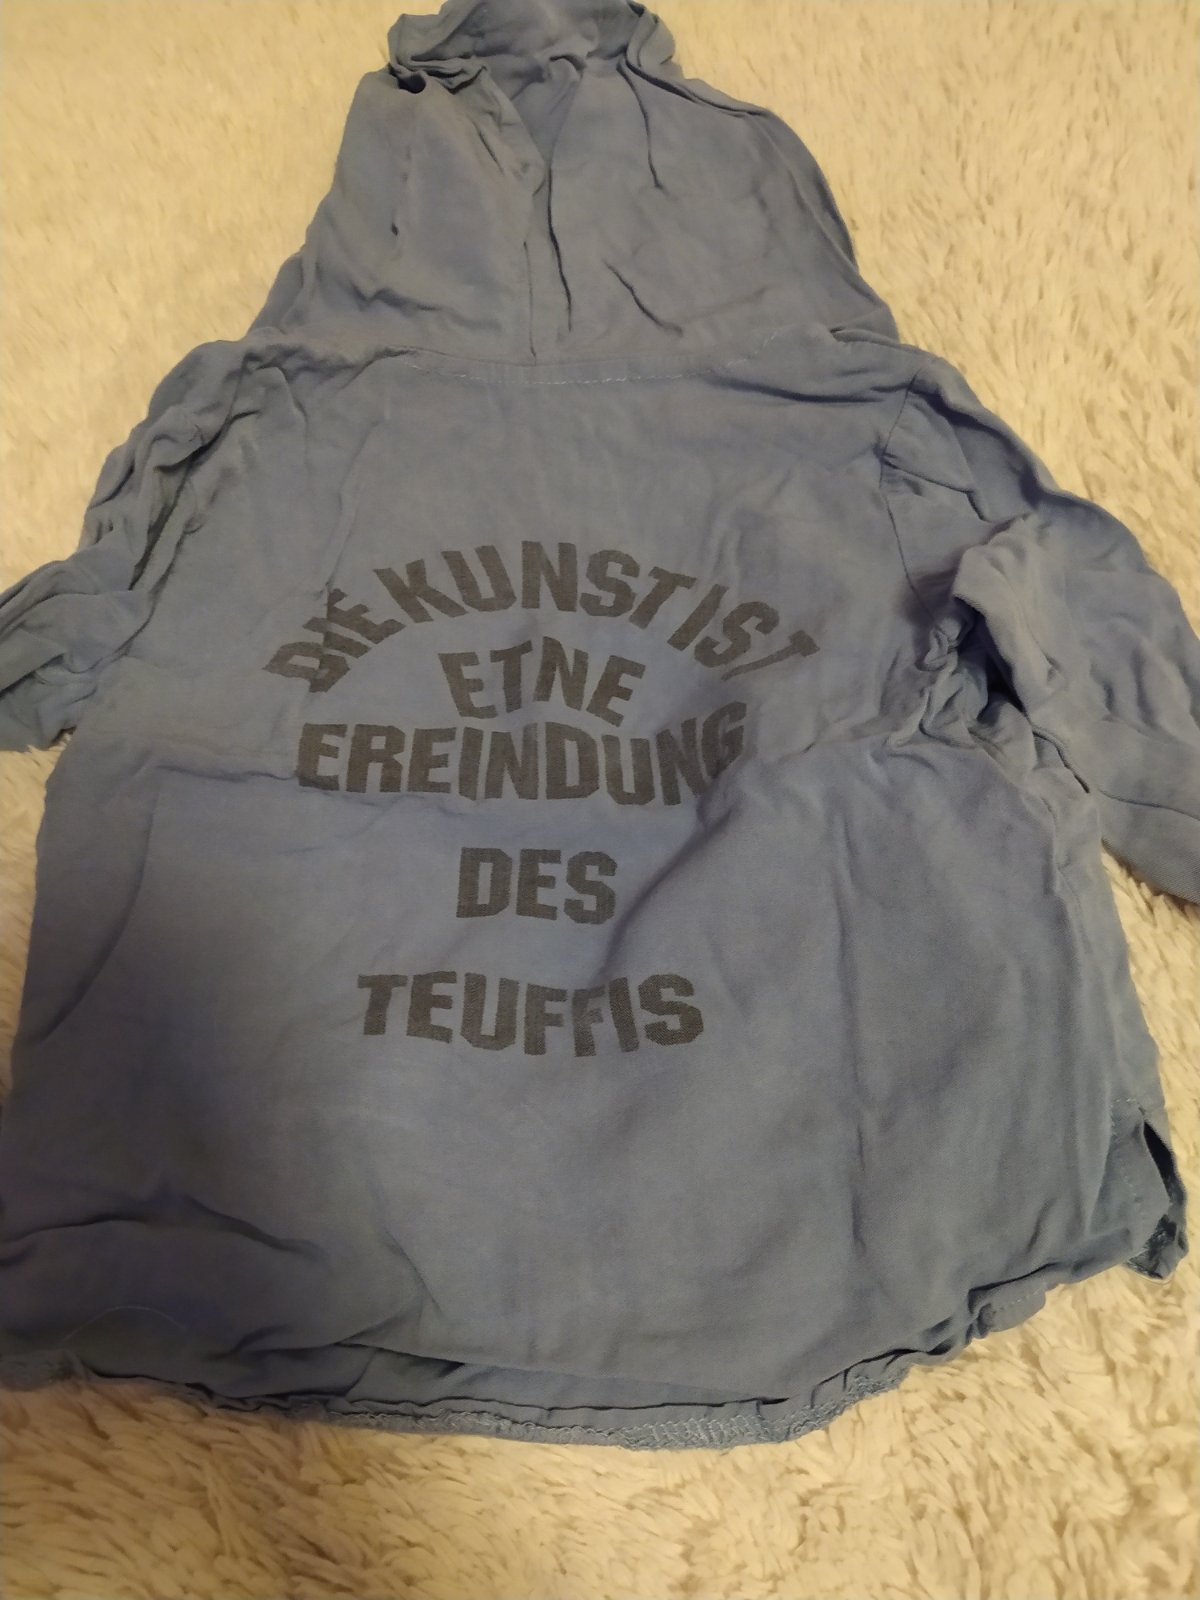 DIE KUNST IST
ETNE
EREINDUNG
DES
TEUFFIS